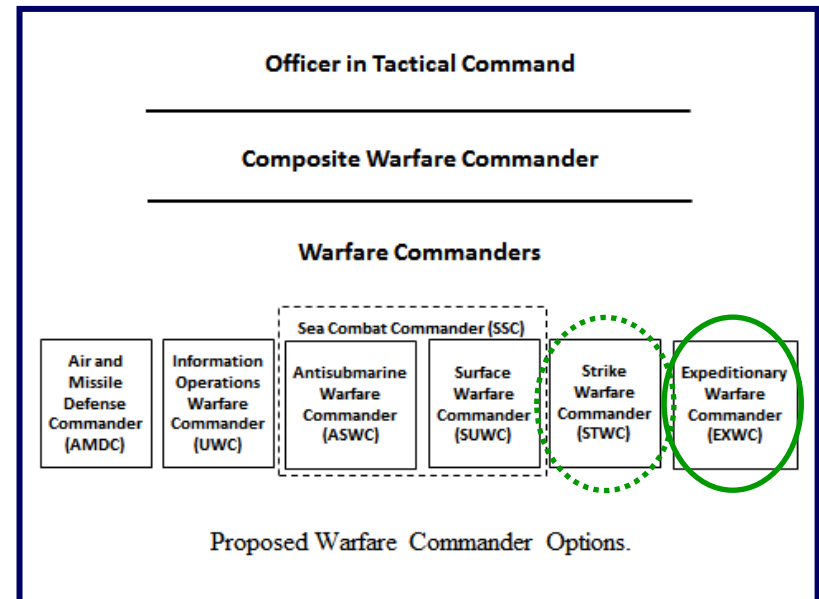 Officer in Tactical Command
Composite Warfare Commander
Warfare Commanders
Sea Combat Commander (SSC)
Air and
Missile
Defense
Commander
(AMDC)
Information
Operations
Warfare
Commander
(UWC)
Antisubmarine
Warfare
Commander
(ASWC)
Surface
Warfare
Commander
(SUWC)
Strike
Warfare
Commander
(STWC)
Expeditionary
Warfare
Commander
(EXWC)
Proposed Warfare Commander Options.